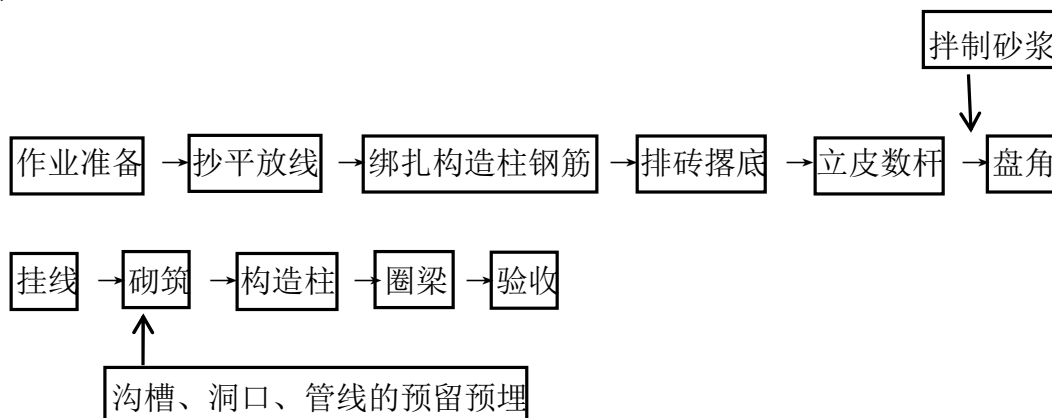 拌制砂浆
作业准备 → 抄平放线 → 绑扎构造柱钢筋 → 排砖撂底 → 立皮数杆 → 盘角
挂线 → 砌筑 → 构造柱 → 圈梁 → 验收
沟槽、洞口、管线的预留预埋